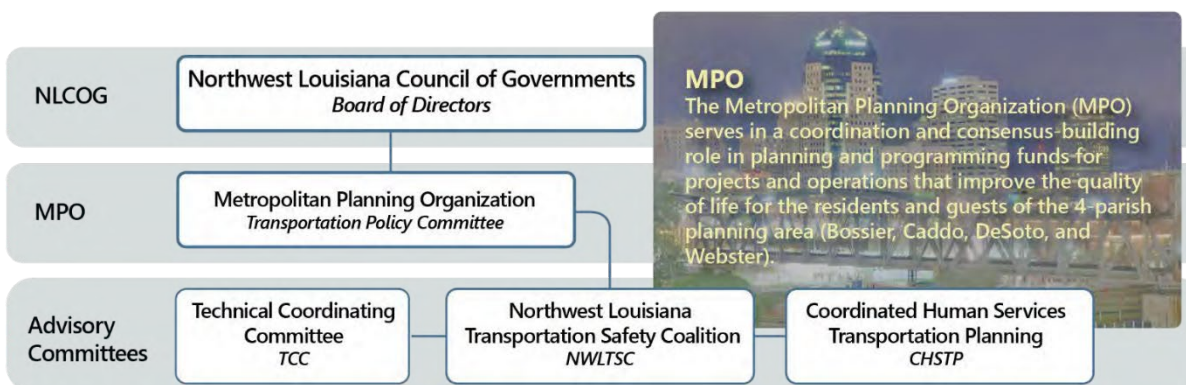 NLCOG
Northwest Louisiana Council of Governments
Board of Directors
MPO
The Metropolitan Planning Organization (MPO)
serves in a coordination and consensus-building
role in planning and programming funds for
projects and operations that improve the quality
of life for the residents and guests of the 4-parish
planning area (Bossier, Caddo, DeSoto, and
Webster).
MPO
Metropolitan Planning Organization
Transportation Policy Committee
Advisory
Committees
Technical Coordinating
Committee
TCC
Northwest Louisiana
Transportation Safety Coalition
NWLTSC
Coordinated Human Services
Transportation Planning
CHSTP